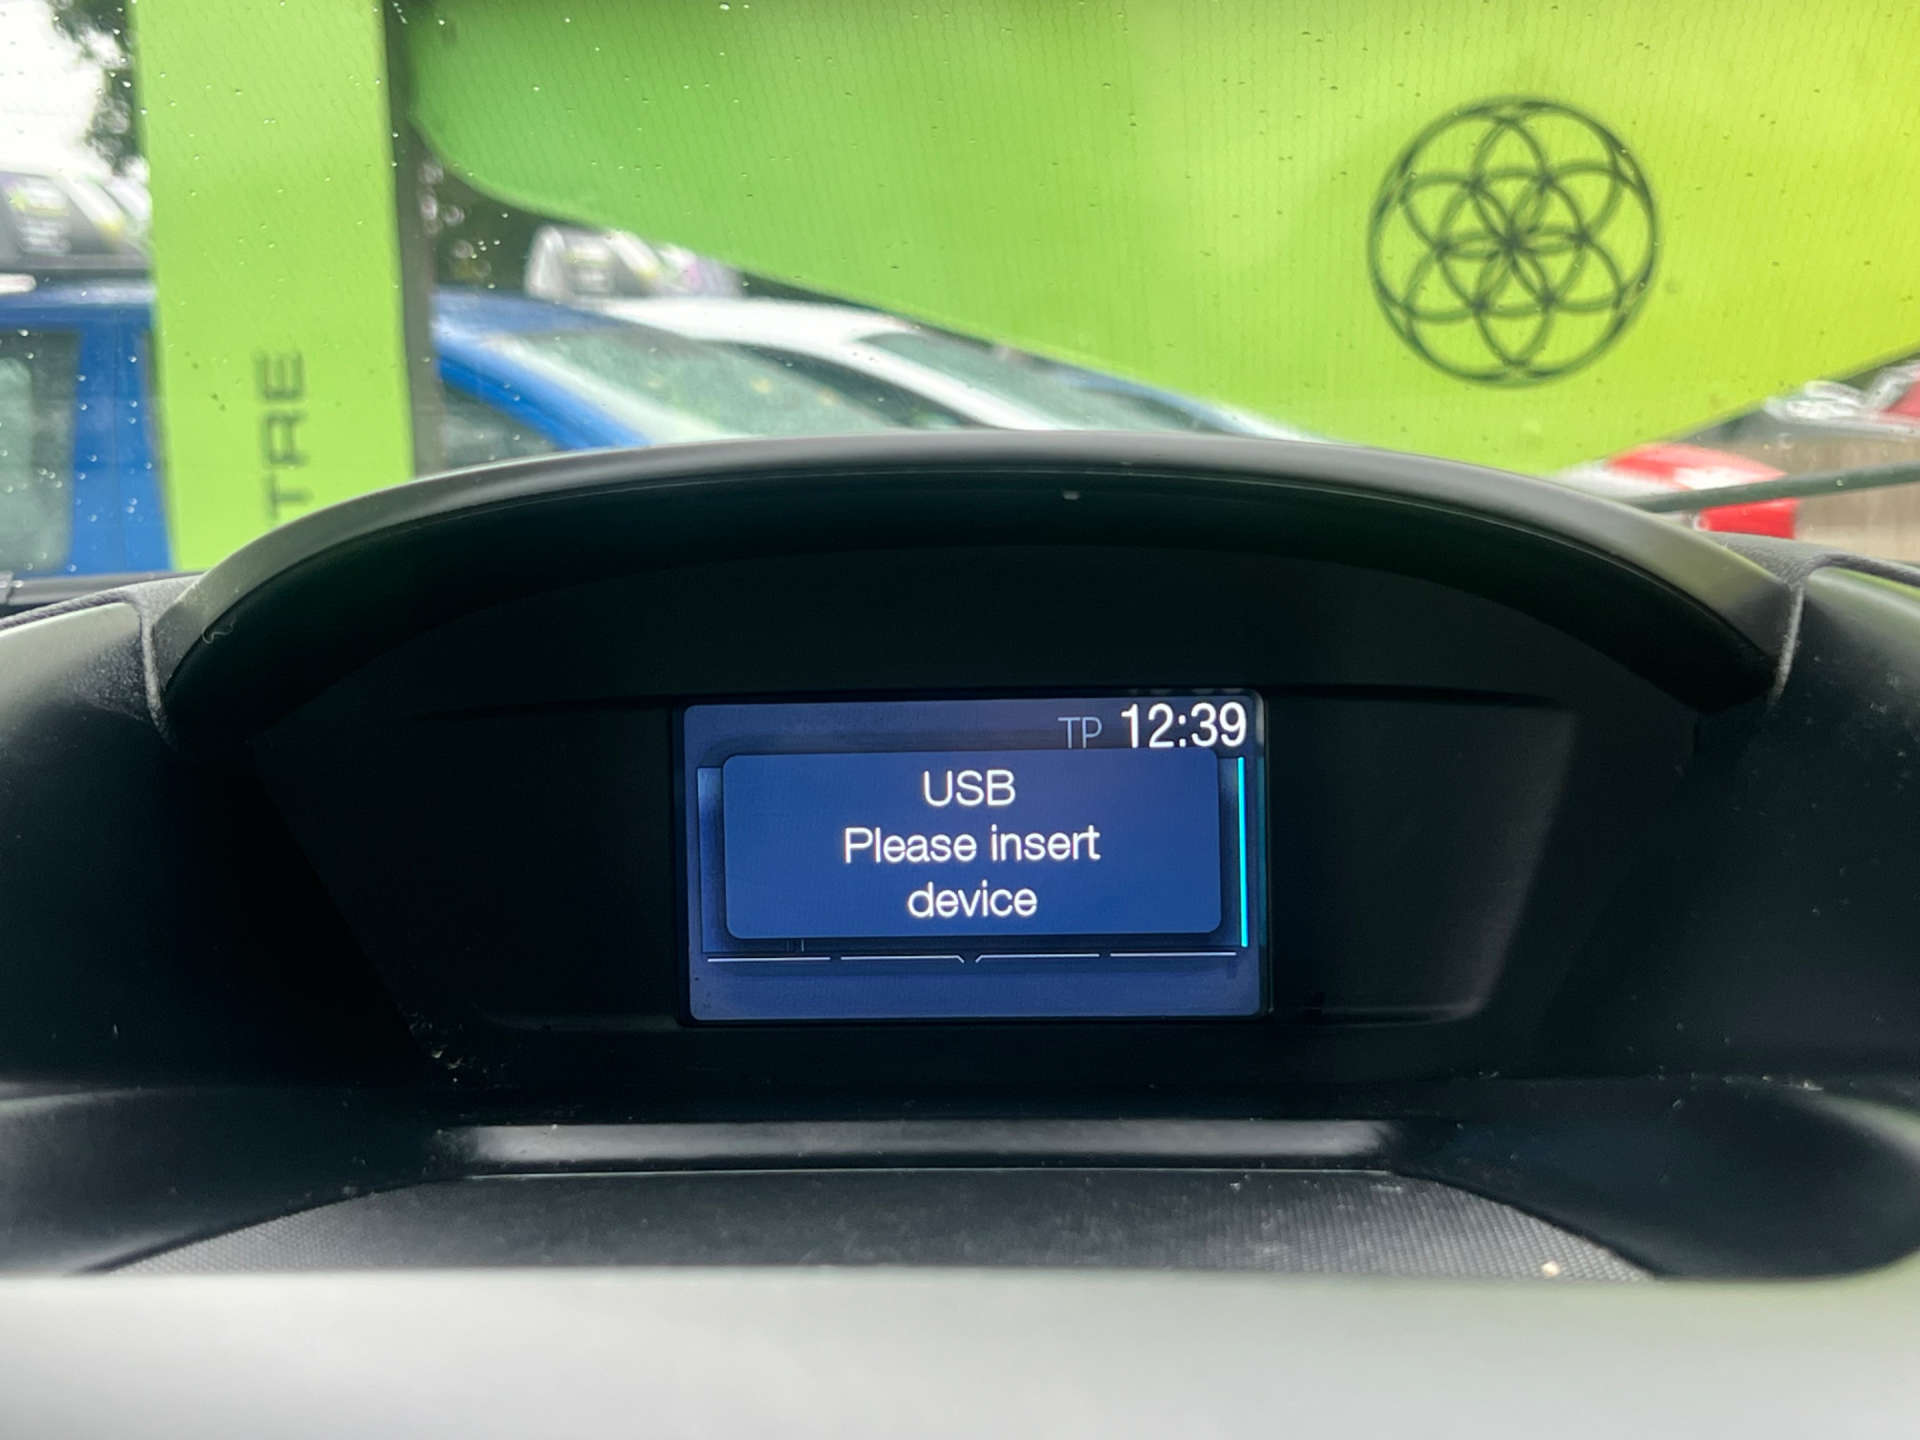 TRE
TP 12:39
USB
Please insert
device